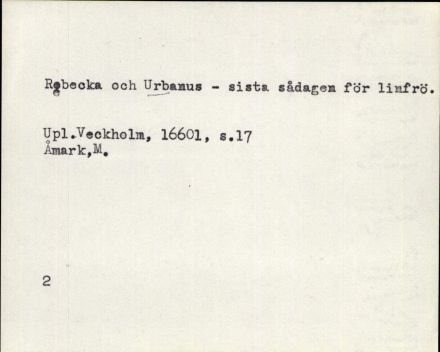 Rebecka och Urbanus - sista sådagen för linfrö.
Upl.Veckholm, 16601, s.17
Åmark,M.
2